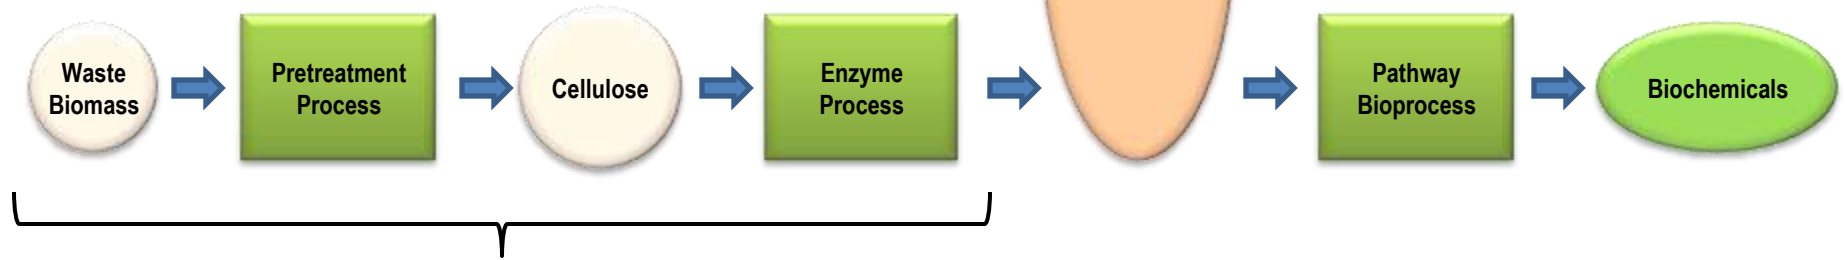 Waste
Biomass
Pretreatment
Process
Cellulose
Enzyme
Process
Pathway
Bioprocess
Biochemicals